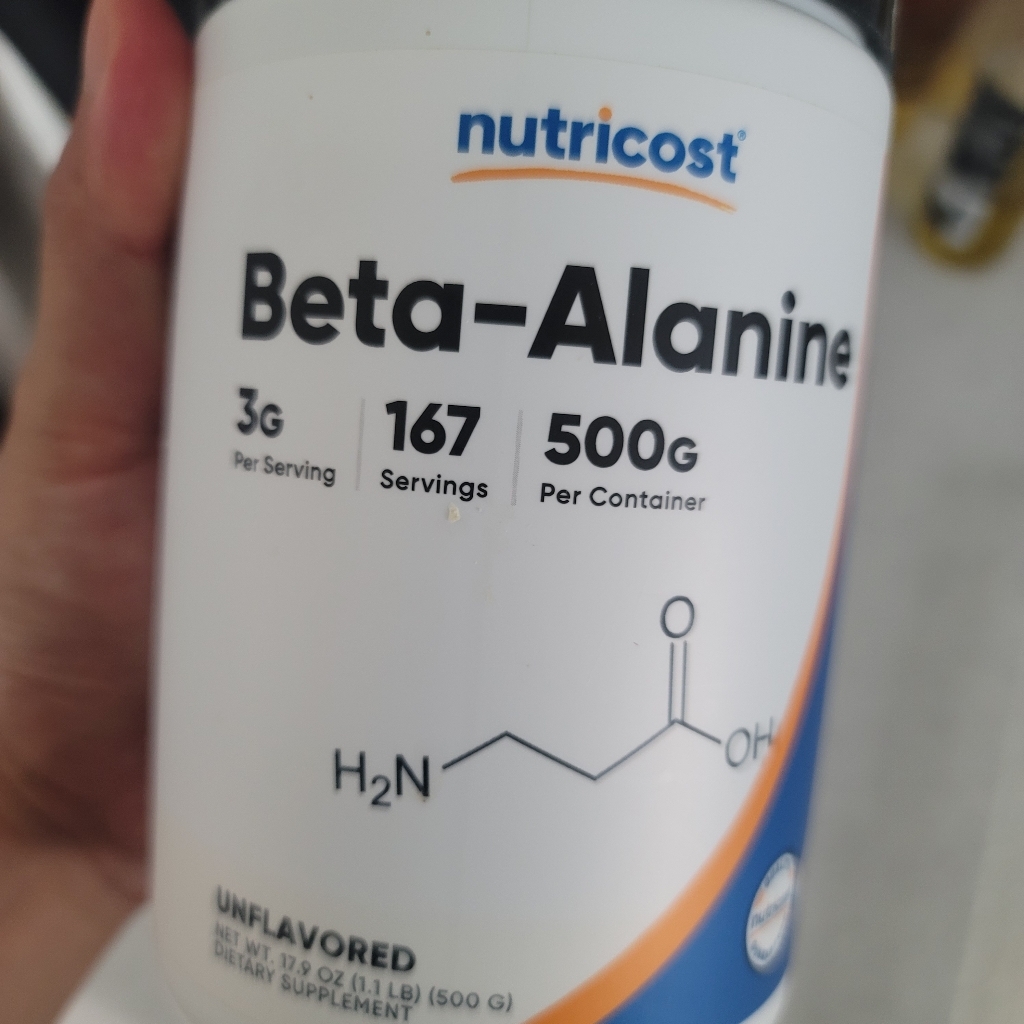 nutricost®
Beta-Alanine
3G
Per Serving
167
Servings
500G
Per Container
O
OH
H₂N
UNFLAVORED
NET WT. 17.9 OZ (1.1 LB) (500 G)
DIETARY SUPPLEMENT